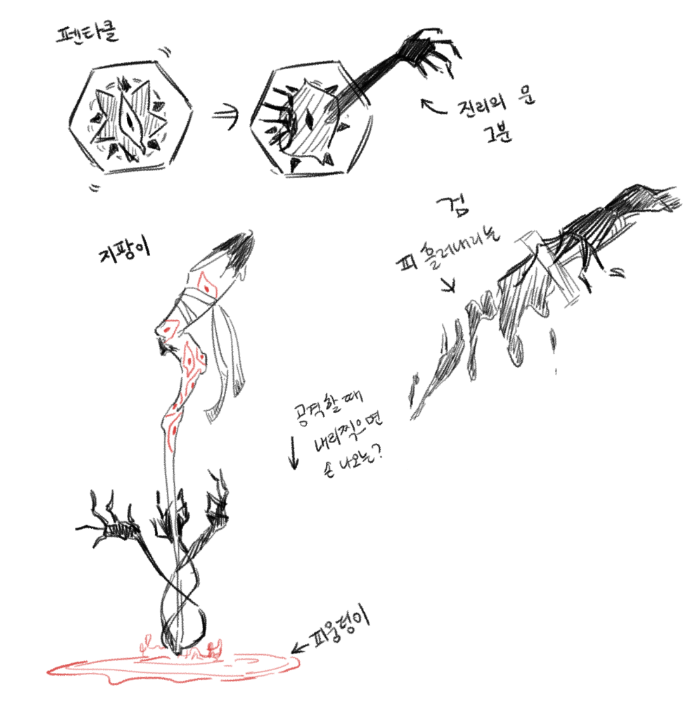 펜타클
진리의 문
그분
검
피 흘러내리는
지팡이
공격할 때
내리찍으면
손 나오는?
피웅덩이